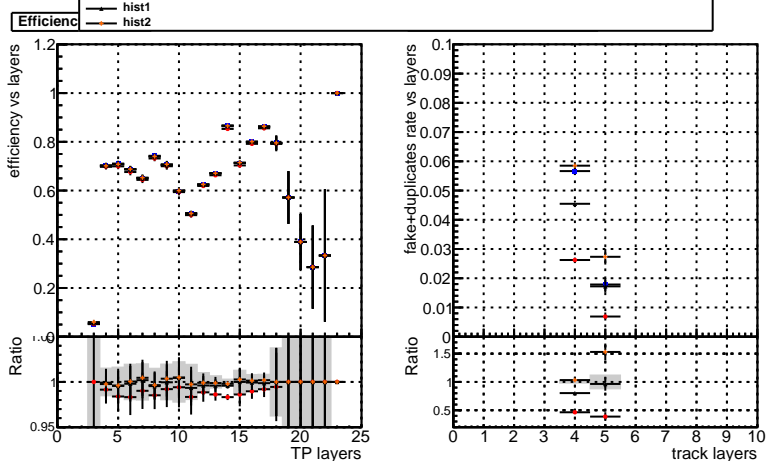 hist1
Efficienc
hist2
efficiency vs layers
1.2
1
0.8
0.6
0.4
0.2
0
Ratio
1
0.95
0 5 10 15 20 25
TP layers
fake+duplicates rate vs layers
0.1
0.09
0.08
0.07
0.06
0.05
0.04
0.03
0.02
0.01
0
Ratio
1.5
1
0.5
0 1 2 3 4 5 6 7 8 9 10
track layers